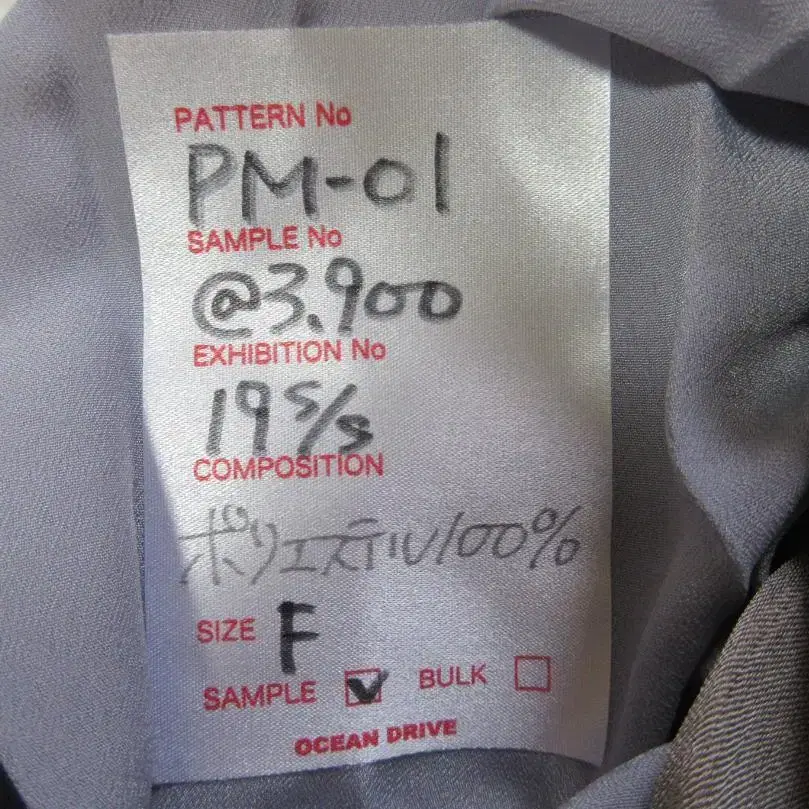 PATTERN No
PM-01
SAMPLE No
@3.900
EXHIBITION No
19 s/s
COMPOSITION
ポリエステル100%
SIZE F
SAMPLE BULK
OCEAN DRIVE